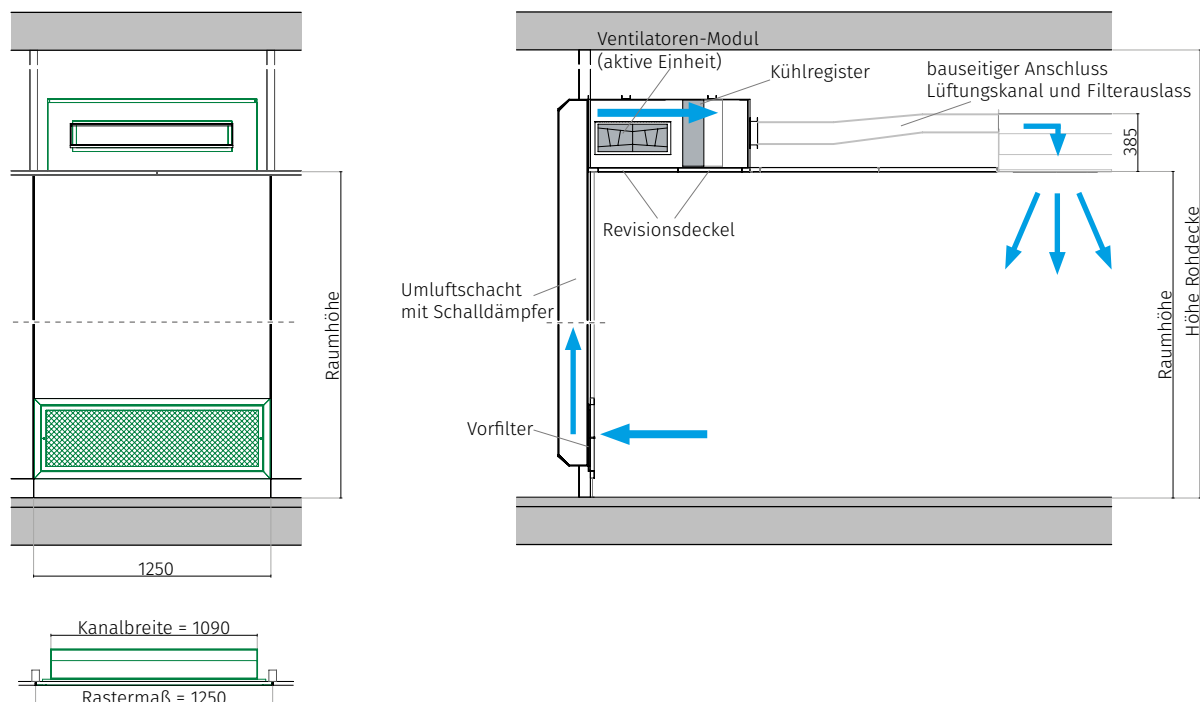 Ventilatoren-Modul
(aktive Einheit)
Kühlregister
bauseitiger Anschluss
Lüftungskanal und Filterauslass
385
Revisionsdeckel
Umluftschacht
mit Schalldämpfer
Raumhöhe
Raumhöhe
Höhe Rohdecke
Vorfilter
1250
Kanalbreite = 1090
Rastermaß = 1250